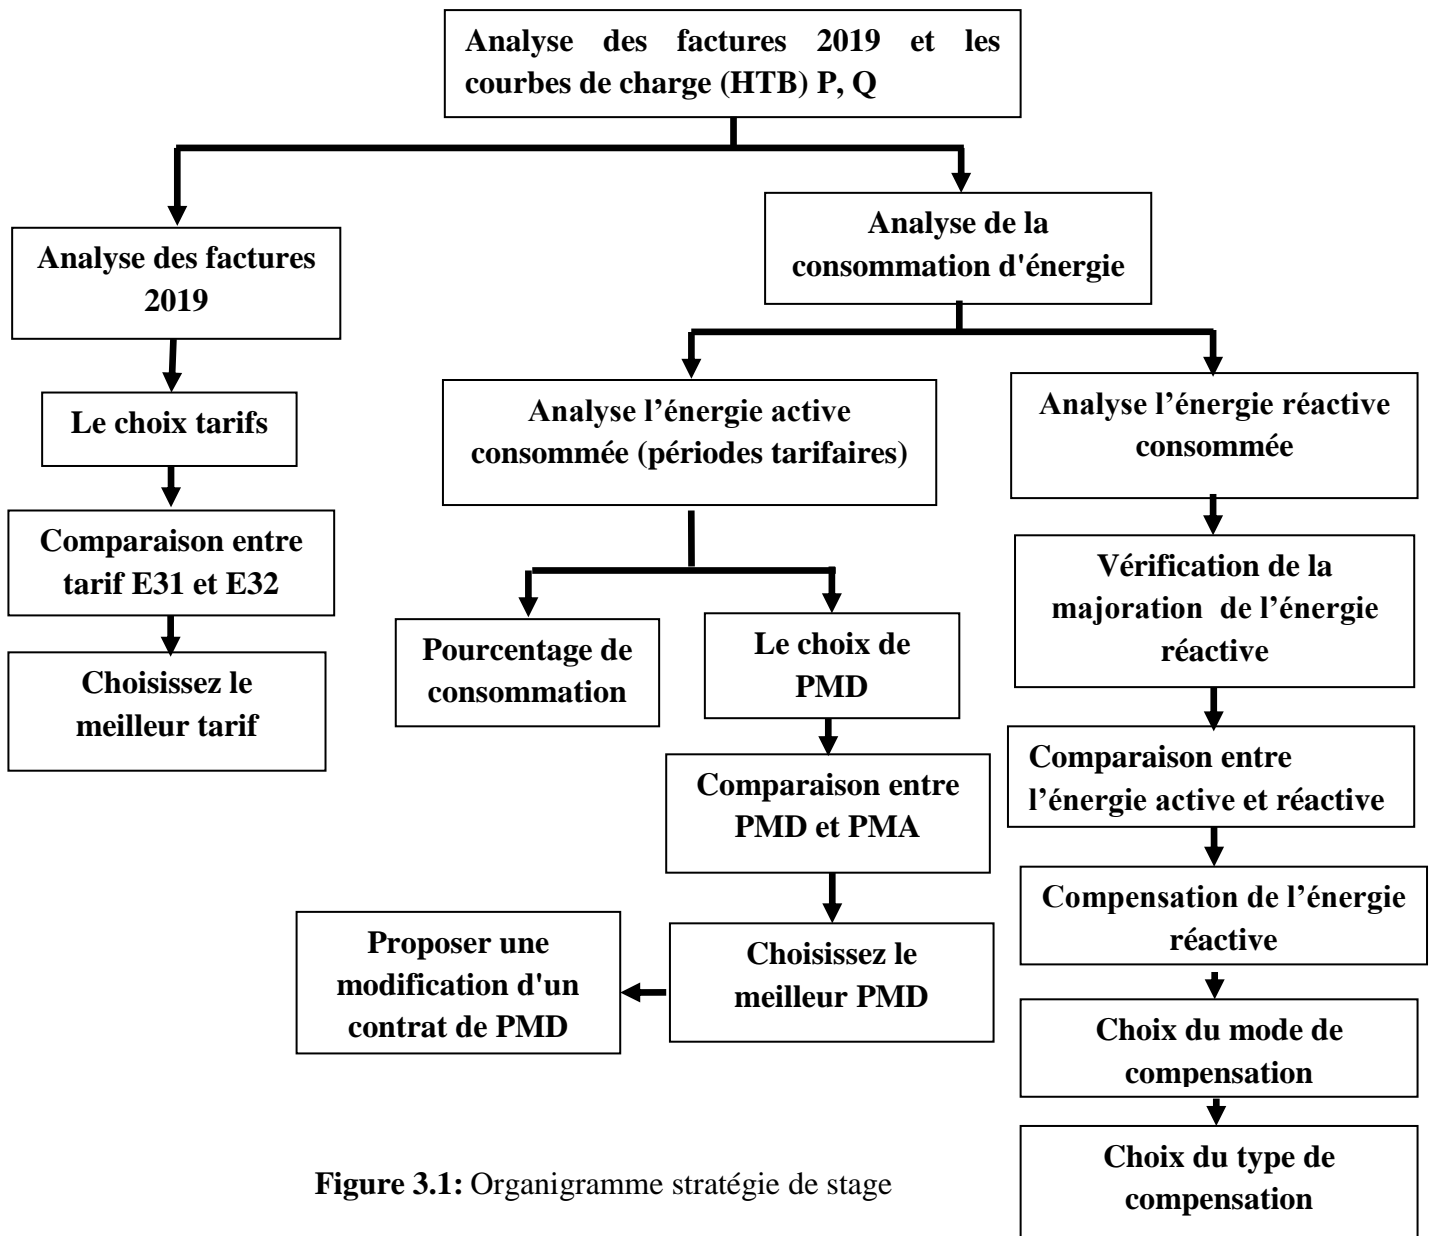 Analyse des factures 2019 et les
courbes de charge (HTB) P, Q
Analyse des factures
2019
Le choix tarifs
Comparaison entre
tarif E31 et E32
Choisissez le
meilleur tarif
Analyse de la
consommation d'énergie
Analyse l’énergie active
consommée (périodes tarifaires)
Pourcentage de
consommation
Le choix de
PMD
Comparaison entre
PMD et PMA
Choisissez le
meilleur PMD
Proposer une
modification d'un
contrat de PMD
Analyse l’énergie réactive
consommée
Vérification de la
majoration de l’énergie
réactive
Comparaison entre
l’énergie active et réactive
Compensation de l’énergie
réactive
Choix du mode de
compensation
Choix du type de
compensation
Figure 3.1: Organigramme stratégie de stage